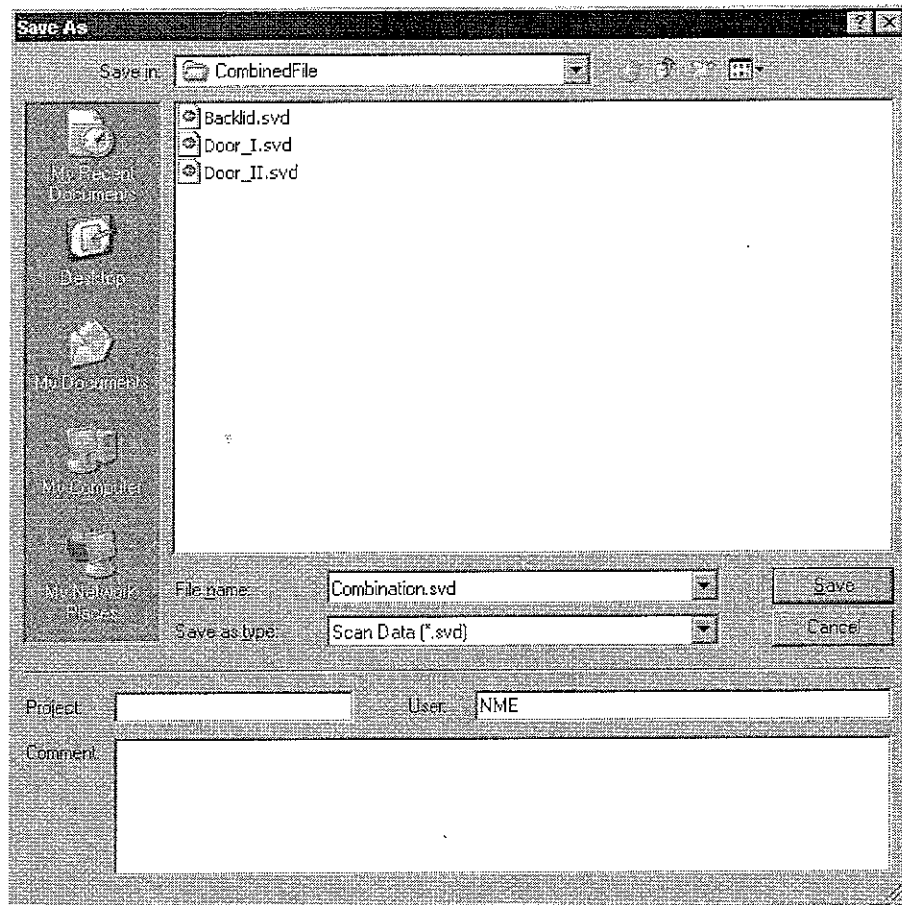 Save As
Save in: CombinedFile
Backlid.svd
Door_I.svd
Door_II.svd
My Recent
Documents
Desktop
My Documents
My Computer
My Network
Places
File name: Combination.svd
Save as type: Scan Data (*.svd)
Save
Cancel
Project: User: NME
Comment: